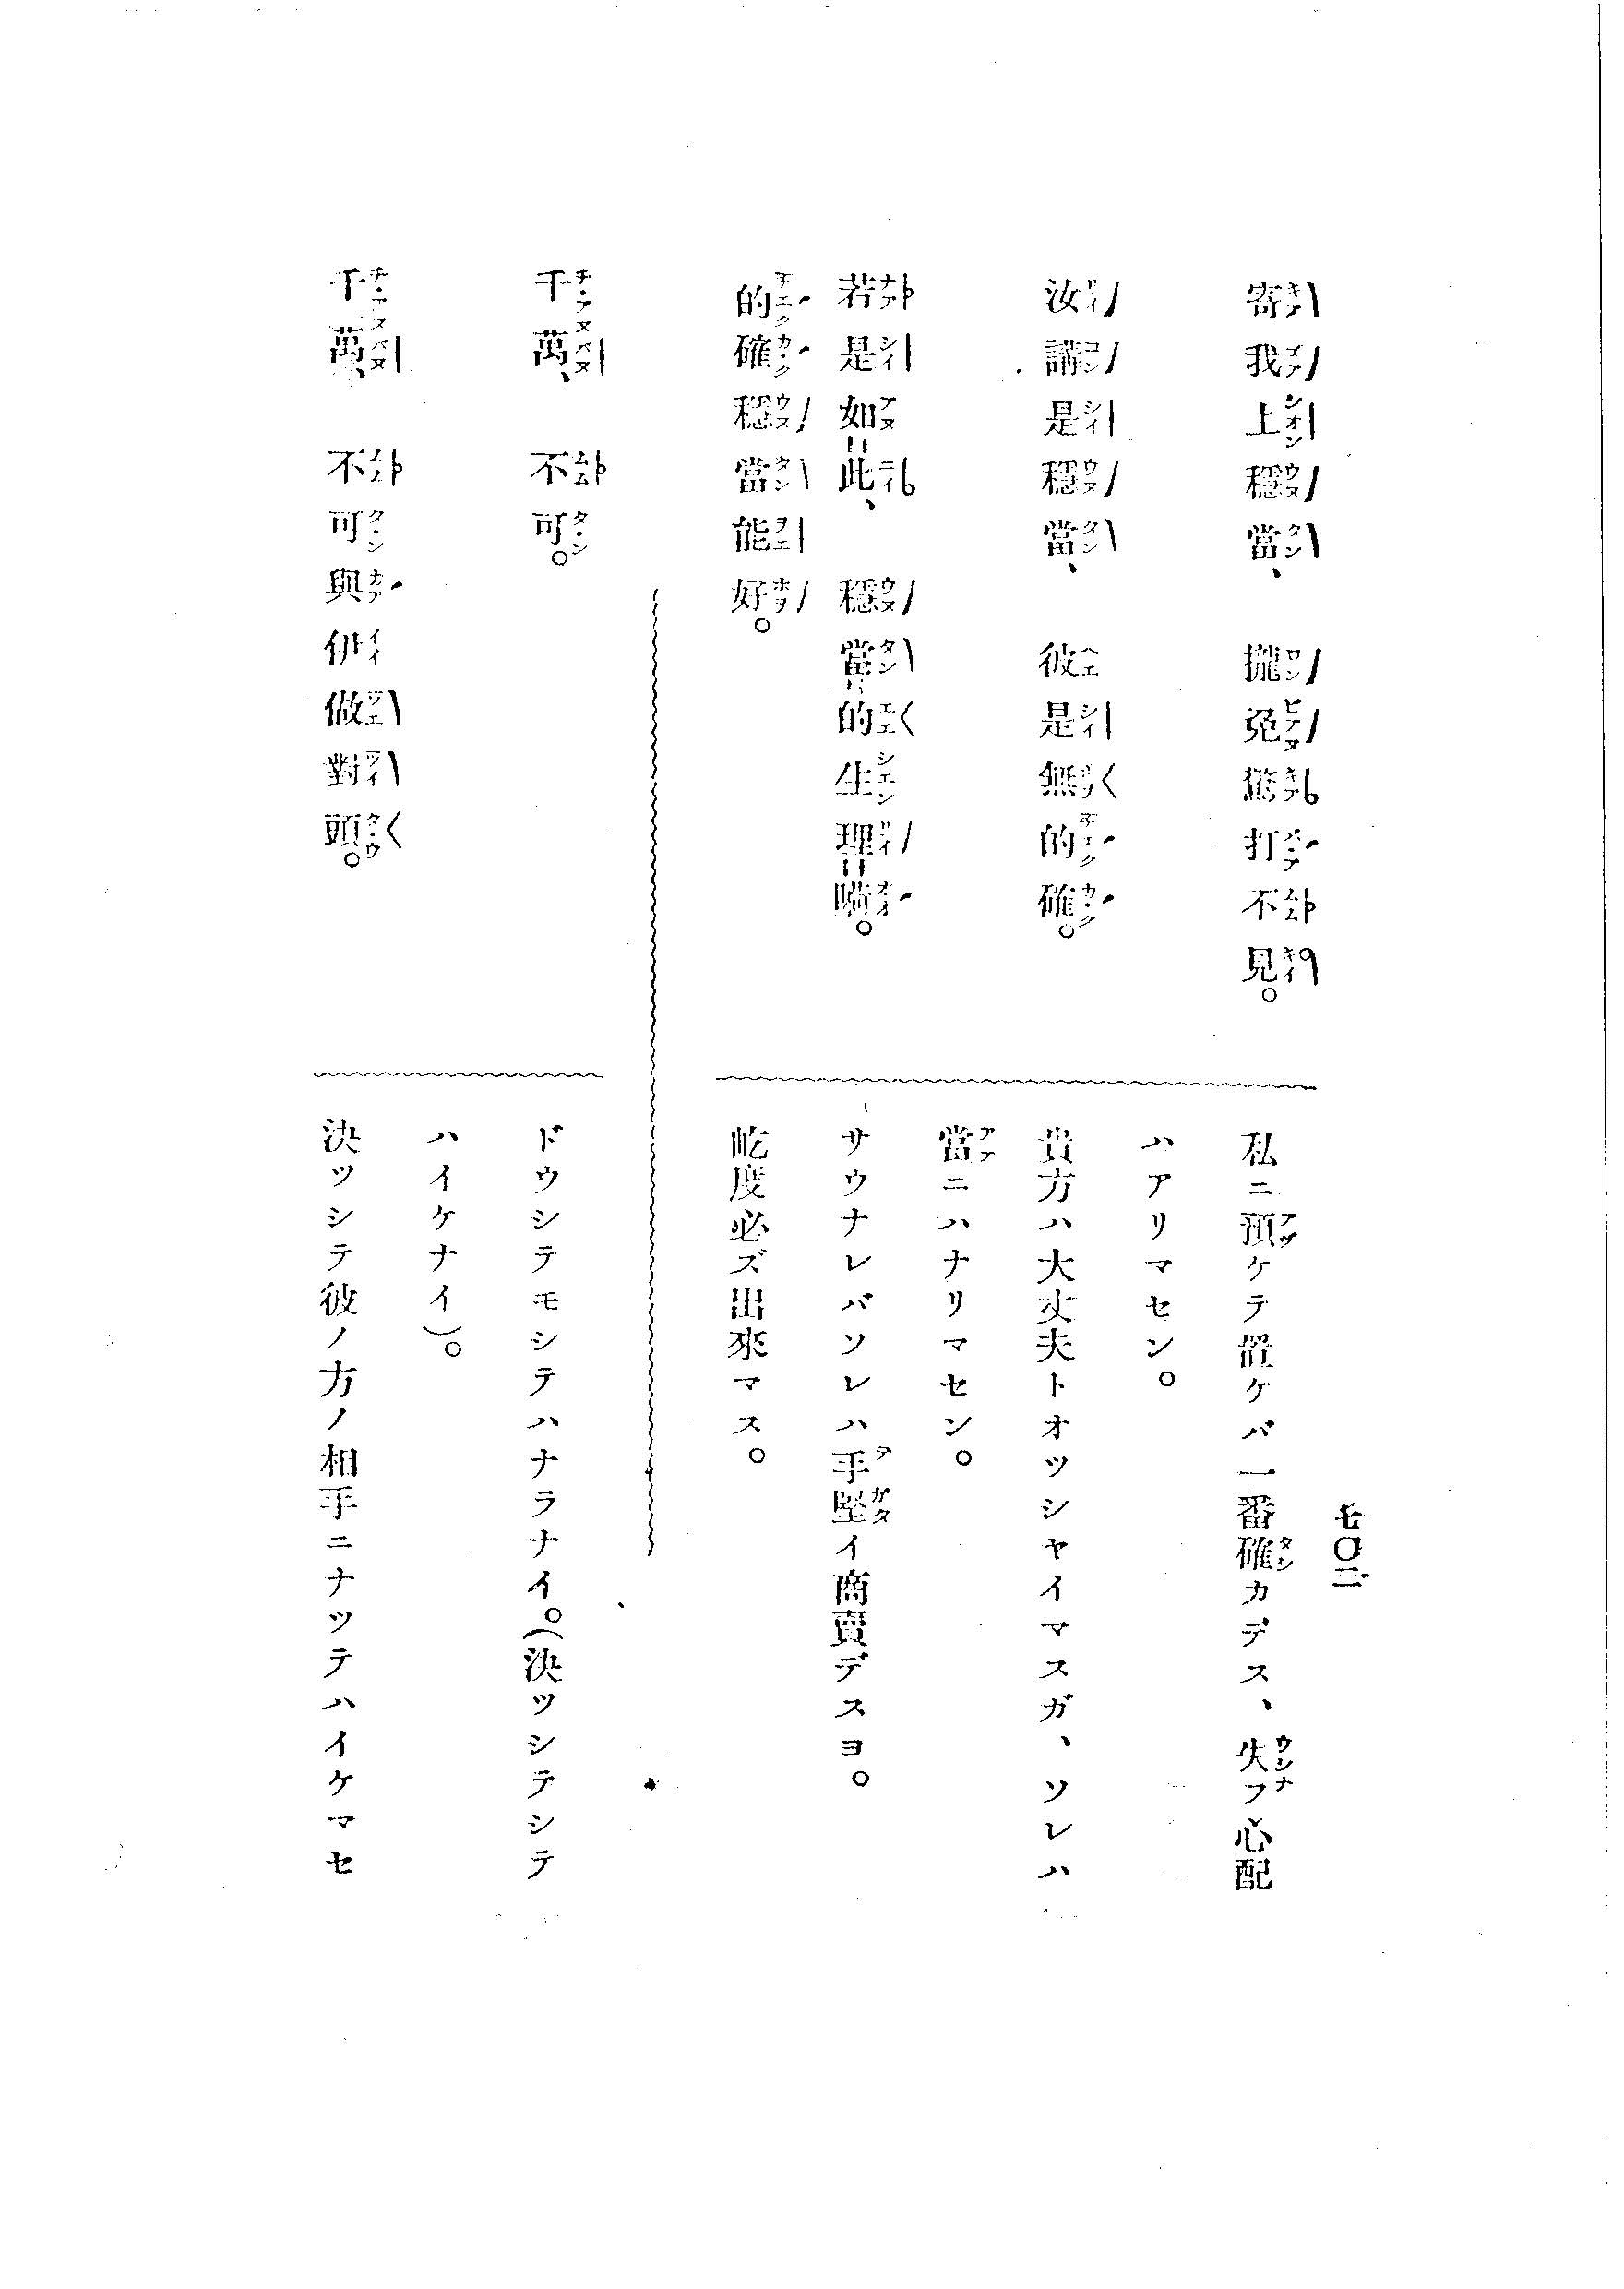 七〇二
寄我上穩當、攏免驚打不見。
私ニ預ケテ置ケバ一番確カデス、失フ心配
ハアリマセン。
汝講是穩當、彼是無的確。
貴方ハ大丈夫トオッシヤイマスガ、ソレハ
當ニハナリマセン。
若是如此、穩當的生理嘴。
サウナレバソレハ手堅イ商賣デスヨ。
的確穩當能好。
屹度必ズ出來マス。
千萬、不可。
ドウシテモシテハナラナイ。(決ッシテシテ
ハイケナイ)。
千萬、不可與伊做對頭。
決ッシテ彼ノ方ノ相手ニナッテハイケマセ